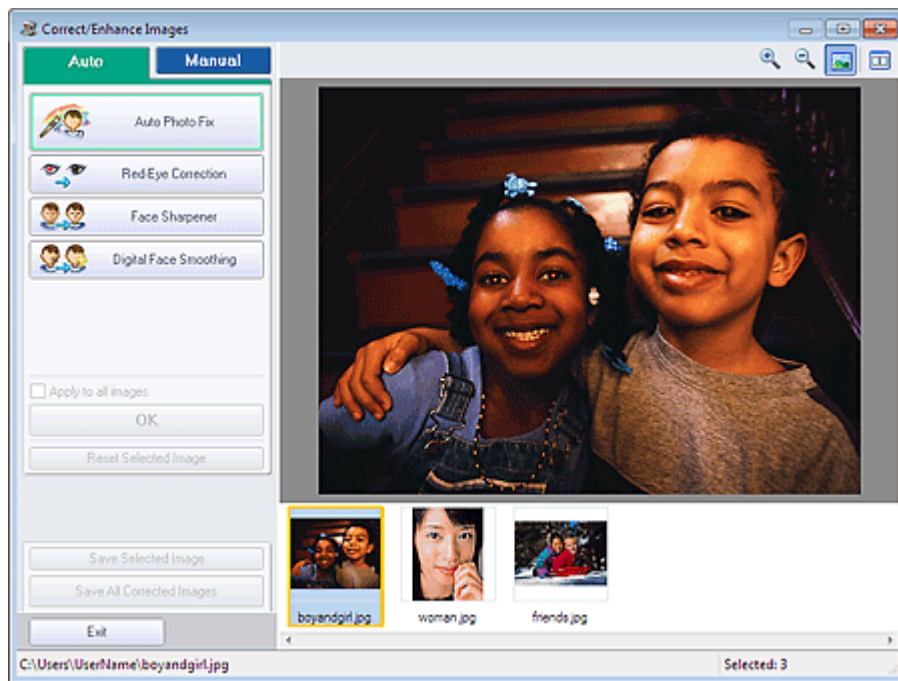 Correct/Enhance Images
Auto
Manual
Auto Photo Fix
Red-Eye Correction
Face Sharpener
Digital Face Smoothing
Apply to all images
OK
Reset Selected Image
Save Selected Image
Save All Corrected Images
Exit
boyandgirl.jpg
woman.jpg
friends.jpg
C:\Users\UserName\boyandgirl.jpg
Selected: 3